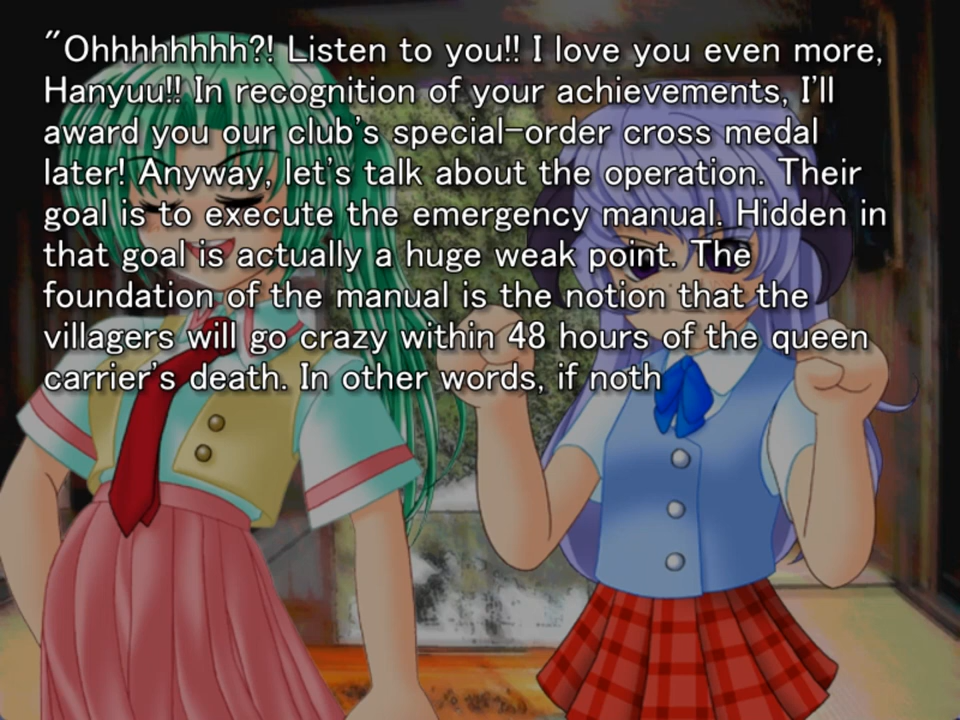 "Ohhhhhhhh?! Listen to you!! I love you even more,
Hanyuu!! In recognition of your achievements, I'll
award you our club's special-order cross medal
later! Anyway, let's talk about the operation. Their
goal is to execute the emergency manual. Hidden in
that goal is actually a huge weak point. The
foundation of the manual is the notion that the
villagers will go crazy within 48 hours of the queen
carrier's death. In other words, if noth